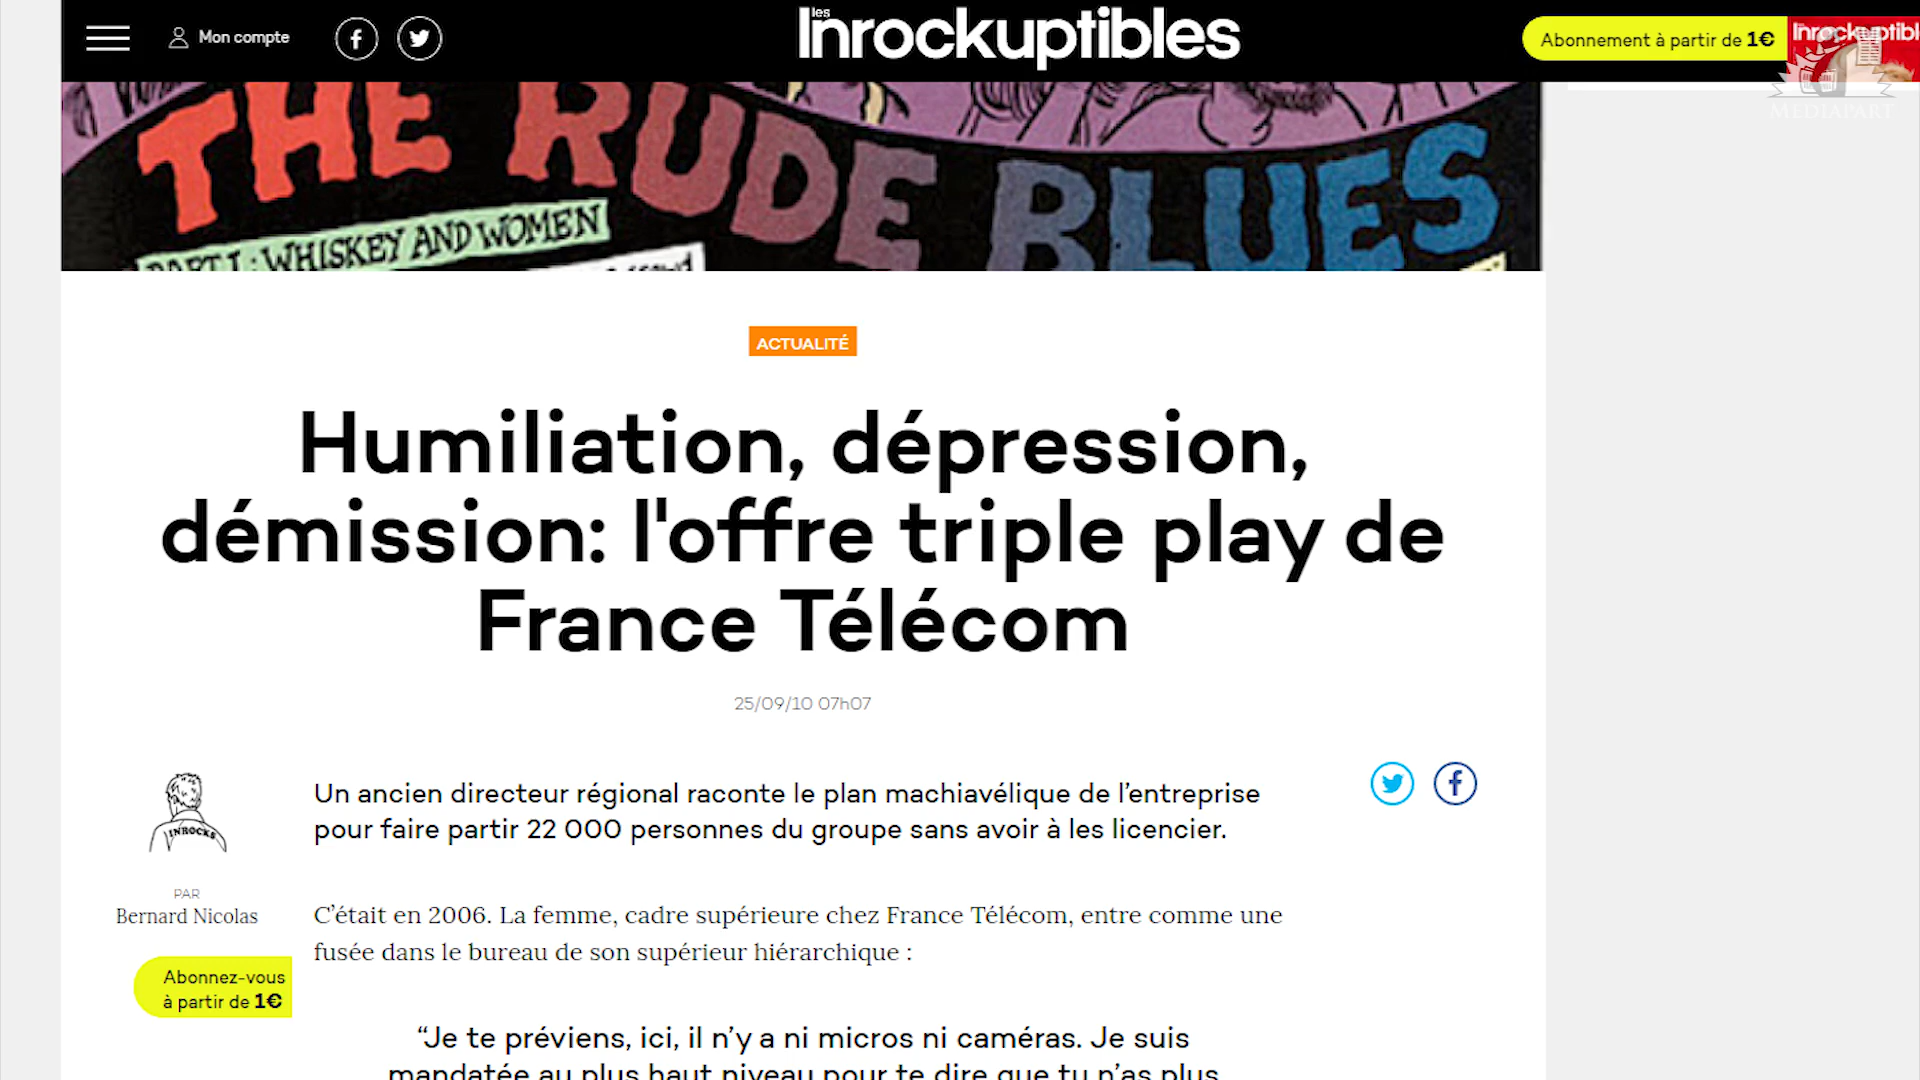 Mon compte
les
Inrockuptibles
Abonnement à partir de 1€
Inrockuptibl
MEDIAPART
THE RUDE BLUES
PART I : WHISKEY AND WOMEN
ACTUALITÉ
Humiliation, dépression,
démission: l'offre triple play de
France Télécom
25/09/10 07h07
INROCKS
PAR
Bernard Nicolas
Abonnez-vous
à partir de 1€
Un ancien directeur régional raconte le plan machiavélique de l’entreprise
pour faire partir 22 000 personnes du groupe sans avoir à les licencier.
C’était en 2006. La femme, cadre supérieure chez France Télécom, entre comme une
fusée dans le bureau de son supérieur hiérarchique :
“Je te préviens, ici, il n’y a ni micros ni caméras. Je suis
mandatée au plus haut niveau pour te dire que tu n’as plus